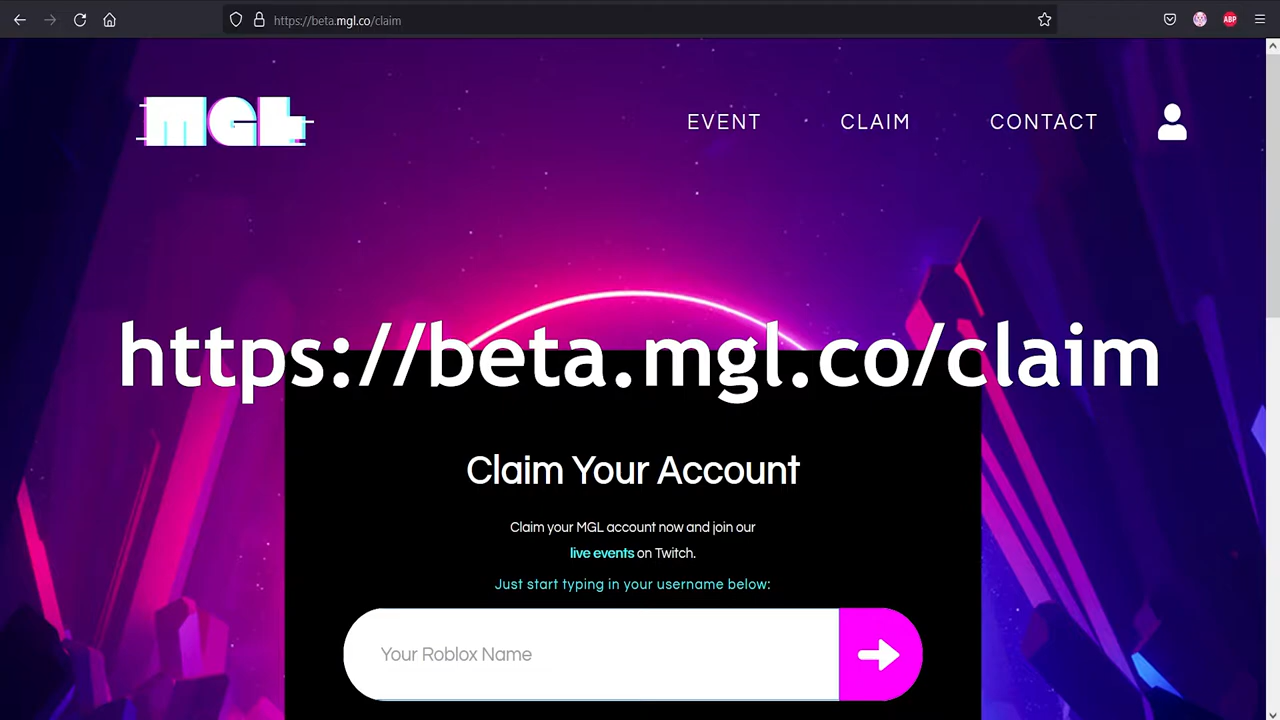 https://beta.mgl.co/claim
ABP
MGL
EVENT
CLAIM
CONTACT
https://beta.mgl.co/claim
Claim Your Account
Claim your MGL account now and join our
live events on Twitch.
Just start typing in your username below:
Your Roblox Name